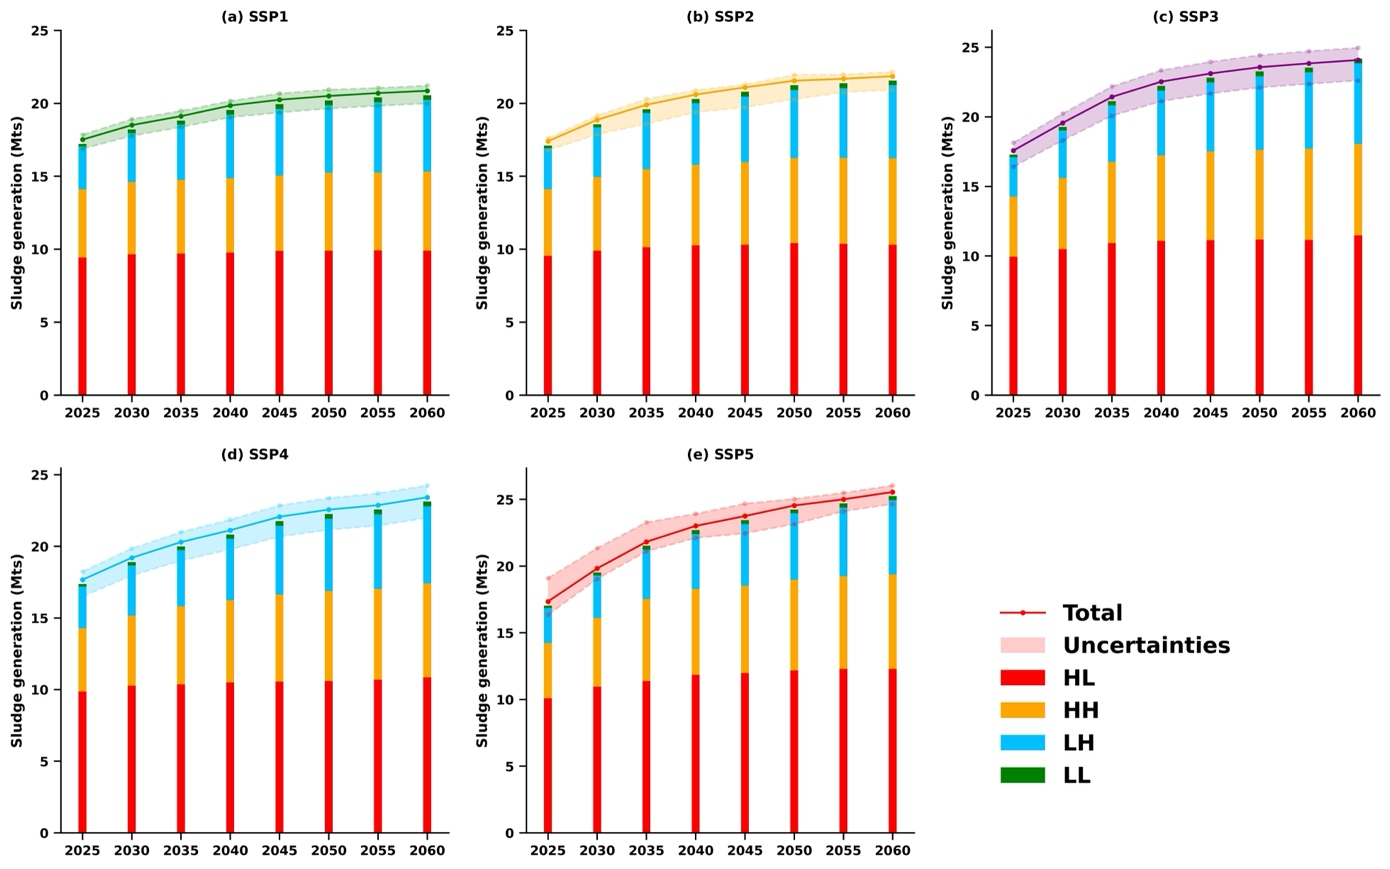 (a) SSP1
Sludge generation (Mts)
25
20
15
10
5
0
2025 2030 2035 2040 2045 2050 2055 2060
(b) SSP2
Sludge generation (Mts)
25
20
15
10
5
0
2025 2030 2035 2040 2045 2050 2055 2060
(c) SSP3
Sludge generation (Mts)
25
20
15
10
5
0
2025 2030 2035 2040 2045 2050 2055 2060
(d) SSP4
Sludge generation (Mts)
25
20
15
10
5
0
2025 2030 2035 2040 2045 2050 2055 2060
(e) SSP5
Sludge generation (Mts)
25
20
15
10
5
0
2025 2030 2035 2040 2045 2050 2055 2060
Total
Uncertainties
HL
HH
LH
LL